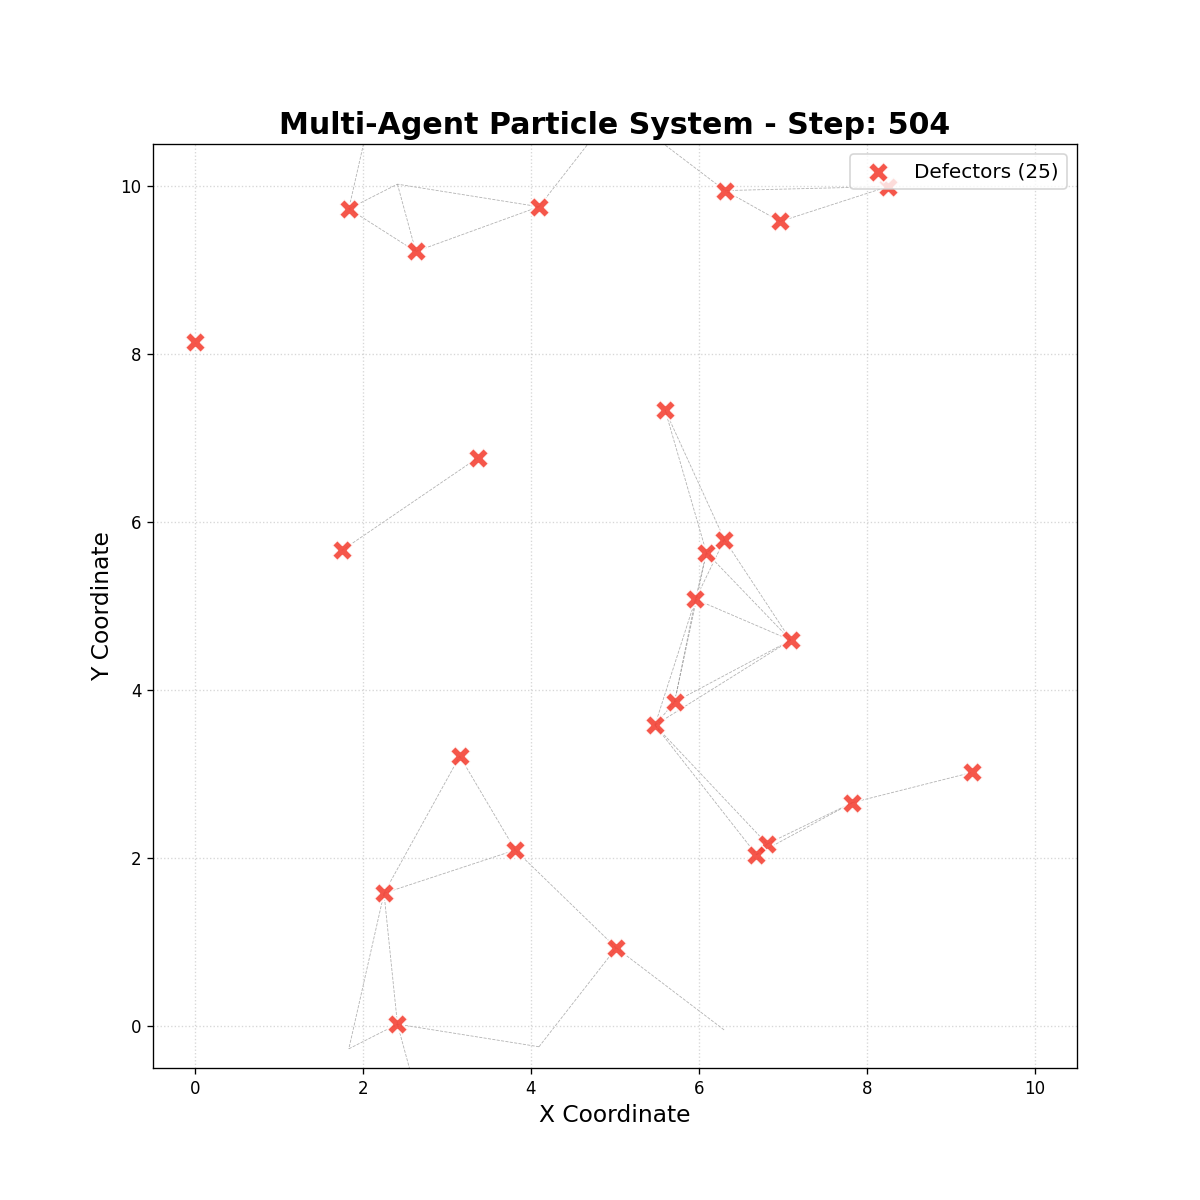 Multi-Agent Particle System - Step: 504
Defectors (25)
10
8
6
4
2
0
Y Coordinate
0 2 4 6 8 10
X Coordinate